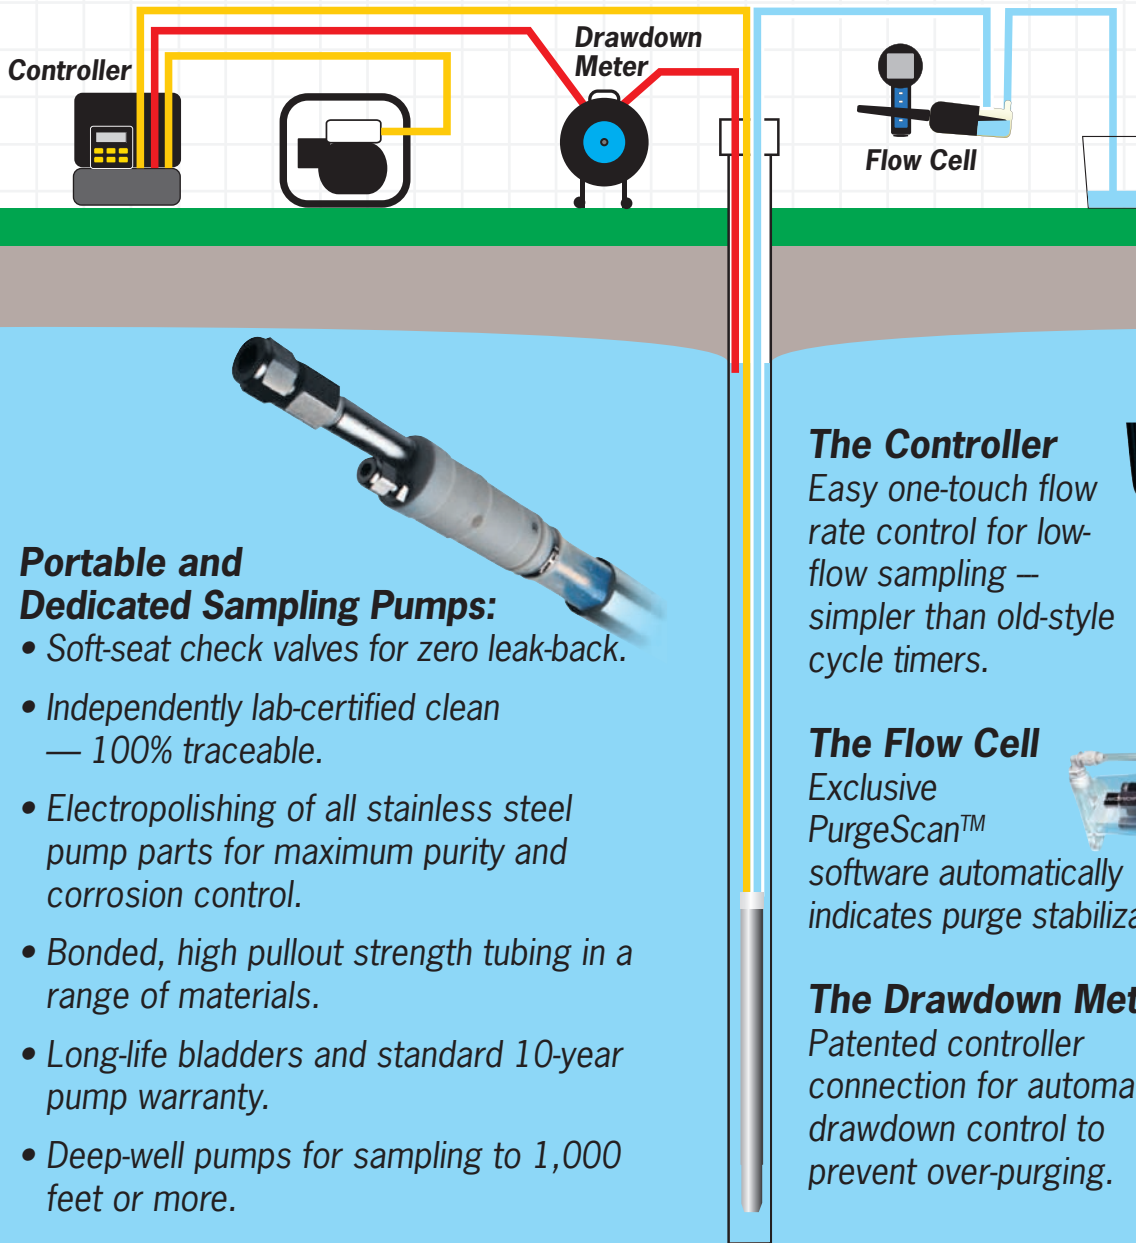 Controller
Drawdown
Meter
Flow Cell
Portable and
Dedicated Sampling Pumps:
• Soft-seat check valves for zero leak-back.
• Independently lab-certified clean
— 100% traceable.
• Electropolishing of all stainless steel
pump parts for maximum purity and
corrosion control.
• Bonded, high pullout strength tubing in a
range of materials.
• Long-life bladders and standard 10-year
pump warranty.
• Deep-well pumps for sampling to 1,000
feet or more.
The Controller
Easy one-touch flow
rate control for low-
flow sampling –
simpler than old-style
cycle timers.
The Flow Cell
Exclusive
PurgeScan™
software automatically
indicates purge stabiliza
The Drawdown Met
Patented controller
connection for automa
drawdown control to
prevent over-purging.